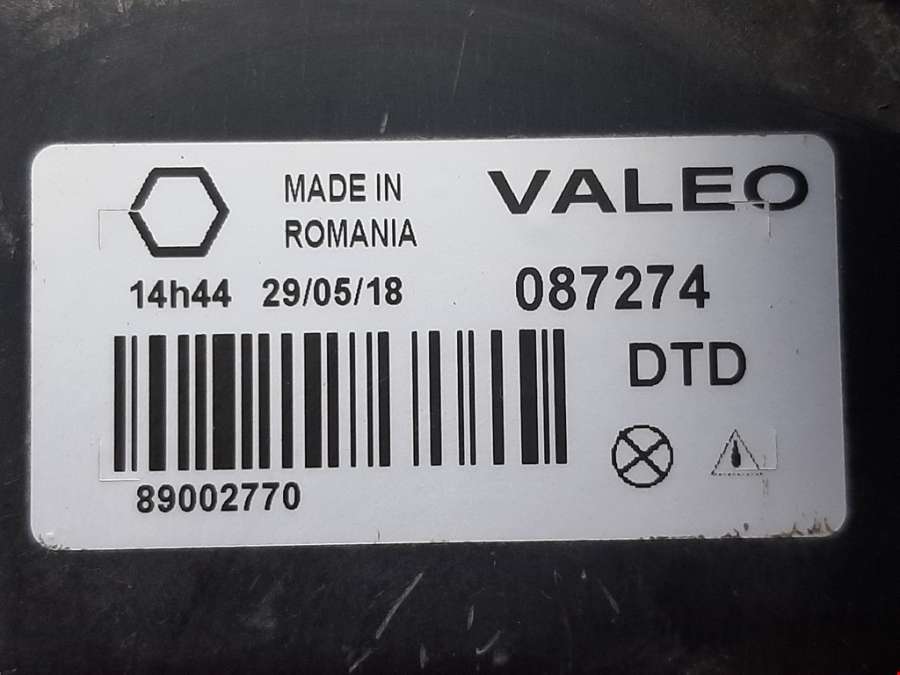 MADE IN
ROMANIA
VALEO
14h44 29/05/18
087274
DTD
89002770